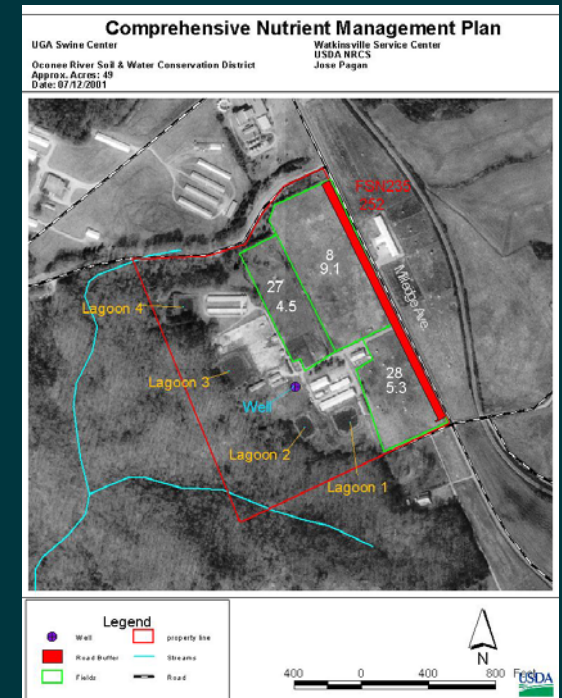 Comprehensive Nutrient Management Plan
UGA Swine Center
Watkinsville Service Center
USDA NRCS
Oconee River Soil & Water Conservation District
Jose Pagan
Approx. Acres: 49
Date: 07/12/2001
FSN235
252
8
9.1
Milledge Ave.
27
4.5
Lagoon 4
Lagoon 3
28
5.3
Well
Lagoon 2
Lagoon 1
Legend
Well
property line
Road Buffer
Streams
Fields
Road
N
400 0 400 800 Feet
USDA